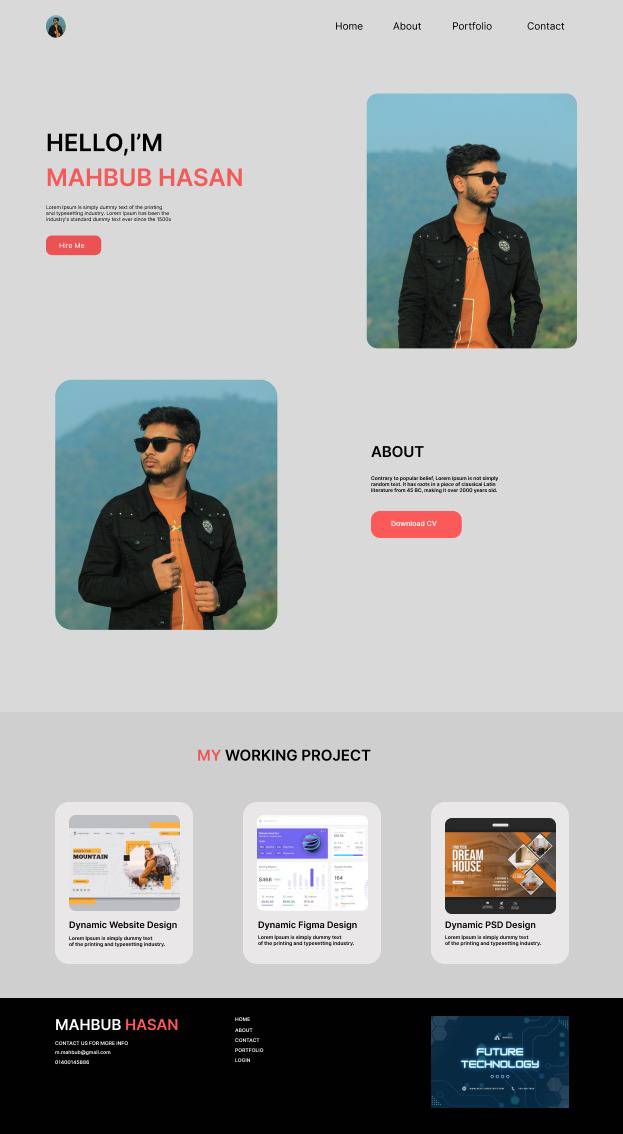 Home About Portfolio Contact
HELLO,I'M
MAHBUB HASAN
Lorem Ipsum is simply dummy text of the printing
and typesetting industry. Lorem Ipsum has been the
industry's standard dummy text ever since the 1500s
Hire Me
ABOUT
Contrary to popular belief, Lorem Ipsum is not simply
random text. It has roots in a piece of classical Latin
literature from 45 BC, making it over 2000 years old.
Download CV
MY WORKING PROJECT
MOUNTAIN
$468
164
DREAM
HOUSE
Dynamic Website Design
Lorem Ipsum is simply dummy text
of the printing and typesetting industry.
Dynamic Figma Design
Lorem Ipsum is simply dummy text
of the printing and typesetting industry.
Dynamic PSD Design
Lorem Ipsum is simply dummy text
of the printing and typesetting industry.
MAHBUB HASAN
CONTACT US FOR MORE INFO
m.mahbub@gmail.com
01400145886
HOME
ABOUT
CONTACT
PORTFOLIO
LOGIN
FUTURE
TECHNOLOGY